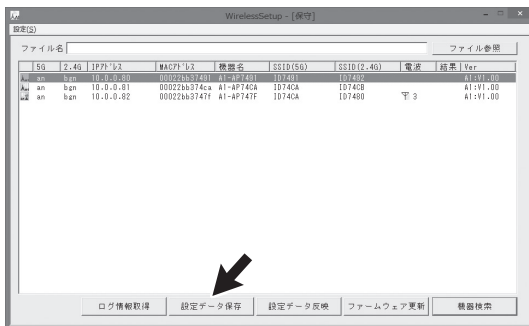 WirelessSetup - [保守]
設定(S)
ファイル名 ファイル参照
5G 2.4G IPアドレス MACアドレス 機器名 SSID(5G) SSID(2.4G) 電波 結果 Ver
an bgn 10.0.0.80 00022bb37491 A1-AP7491 ID7491 ID7492 A1:V1.00
an bgn 10.0.0.81 00022bb374ca A1-AP74CA ID74CA ID74CB A1:V1.00
an bgn 10.0.0.82 00022bb3747f A1-AP747F ID74CA ID7480 3 A1:V1.00
ログ情報取得 設定データ保存 設定データ反映 ファームウェア更新 機器検索